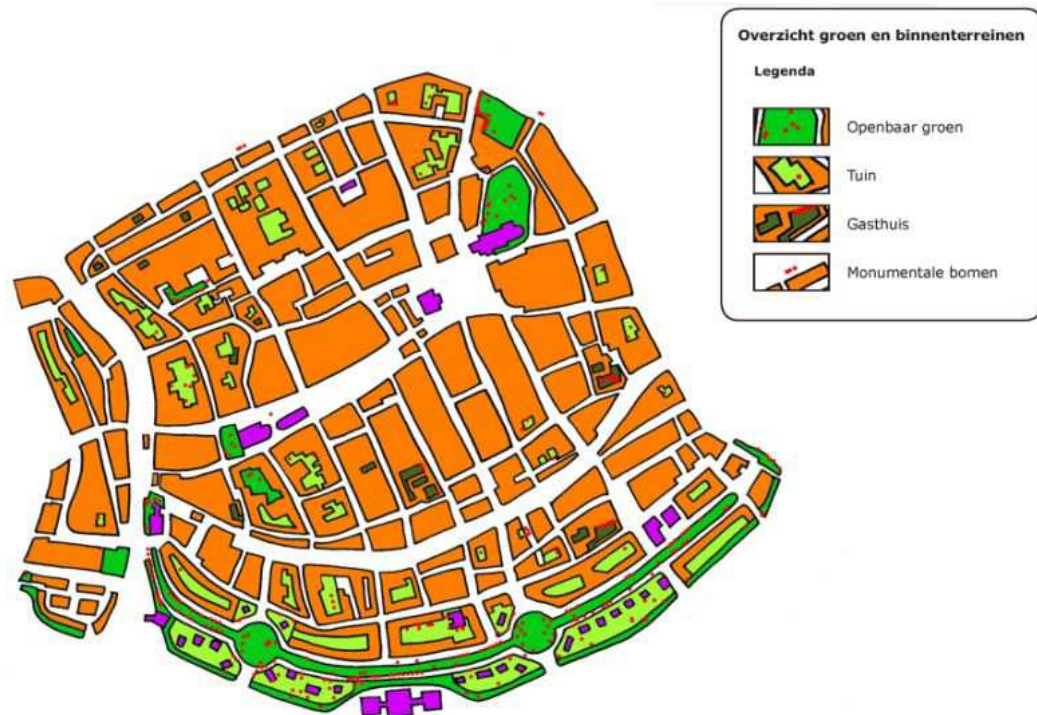 Overzicht groen en binnenterreinen
Legenda
Openbaar groen
Tuin
Gasthuis
Monumentale bomen